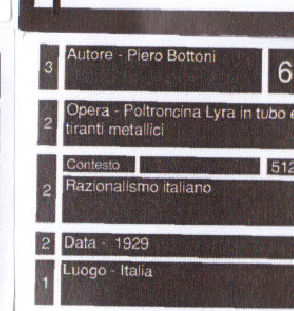 3 Autore - Piero Bottoni 6
2 Opera - Poltroncina Lyra in tubo e
tiranti metallici
Contesto 512
2 Razionalismo italiano
2 Data - 1929
1 Luogo - Italia